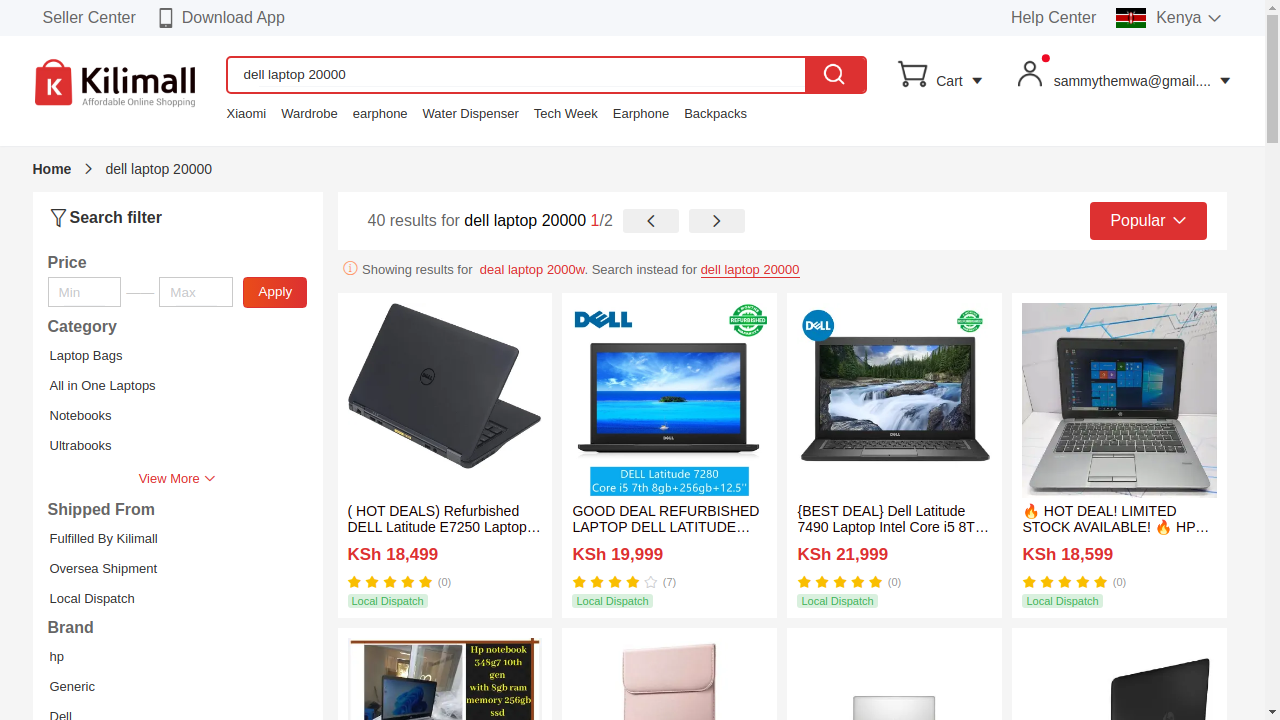 Seller Center
Download App
Help Center
Kenya
K Kilimall
Affordable Online Shopping
dell laptop 20000
Cart
sammythemwa@gmail....
Xiaomi Wardrobe earphone Water Dispenser Tech Week Earphone Backpacks
Home > dell laptop 20000
Search filter
Price
Min
Max
Apply
Category
Laptop Bags
All in One Laptops
Notebooks
Ultrabooks
View More
Shipped From
Fulfilled By Kilimall
Oversea Shipment
Local Dispatch
Brand
hp
Generic
Dell
40 results for dell laptop 20000 1/2
Popular
Showing results for deal laptop 2000w. Search instead for dell laptop 20000
( HOT DEALS) Refurbished
DELL Latitude E7250 Laptop…
KSh 18,499
(0)
Local Dispatch
DELL
REFURBISHED
DELL
DELL Latitude 7280
Core i5 7th 8gb+256gb+12.5''
GOOD DEAL REFURBISHED
LAPTOP DELL LATITUDE…
KSh 19,999
(7)
Local Dispatch
DELL
REFURBISHED
DELL
{BEST DEAL} Dell Latitude
7490 Laptop Intel Core i5 8T…
KSh 21,999
(0)
Local Dispatch
🔥 HOT DEAL! LIMITED
STOCK AVAILABLE! 🔥 HP…
KSh 18,599
(0)
Local Dispatch
Hp notebook
348g7 10th
gen
with 8gb ram
memory 256gb
ssd